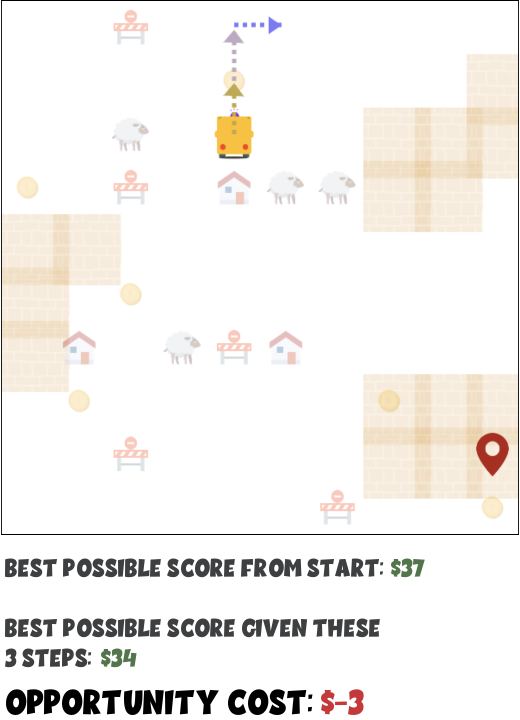 BEST POSSIBLE SCORE FROM START: $37
BEST POSSIBLE SCORE GIVEN THESE
3 STEPS: $34
OPPORTUNITY COST: $-3